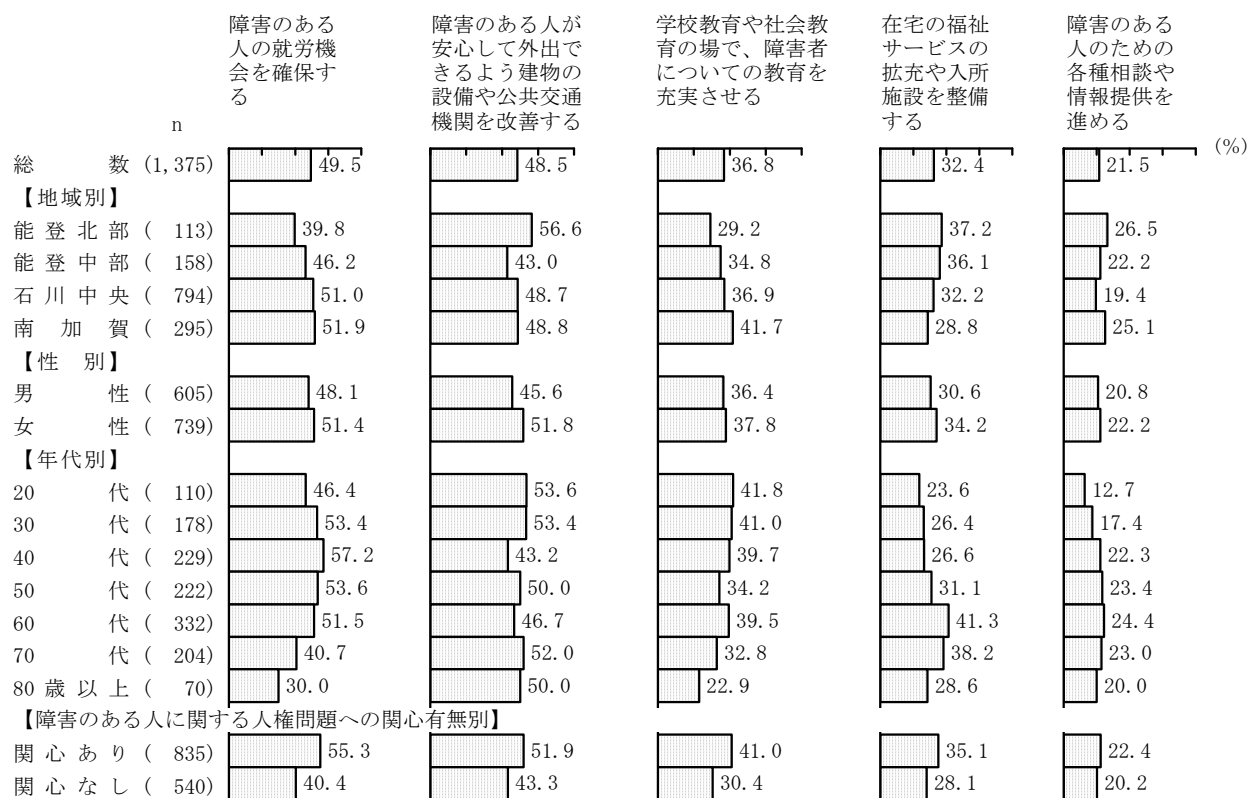 障害のある
人の就労機
会を確保す
る
障害のある人が
安心して外出で
きるよう建物の
設備や公共交通
機関を改善する
学校教育や社会教
育の場で、障害者
についての教育を
充実させる
在宅の福祉
サービスの
拡充や入所
施設を整備
する
障害のある
人のための
各種相談や
情報提供を
進める
n
(%)
総 数 (1,375) 49.5 48.5 36.8 32.4 21.5
【地域別】
能登北部 ( 113) 39.8 56.6 29.2 37.2 26.5
能登中部 ( 158) 46.2 43.0 34.8 36.1 22.2
石川中央 ( 794) 51.0 48.7 36.9 32.2 19.4
南加賀 ( 295) 51.9 48.8 41.7 28.8 25.1
【性 別】
男 性 ( 605) 48.1 45.6 36.4 30.6 20.8
女 性 ( 739) 51.4 51.8 37.8 34.2 22.2
【年代別】
20 代 ( 110) 46.4 53.6 41.8 23.6 12.7
30 代 ( 178) 53.4 53.4 41.0 26.4 17.4
40 代 ( 229) 57.2 43.2 39.7 26.6 22.3
50 代 ( 222) 53.6 50.0 34.2 31.1 23.4
60 代 ( 332) 51.5 46.7 39.5 41.3 24.4
70 代 ( 204) 40.7 52.0 32.8 38.2 23.0
80歳以上 ( 70) 30.0 50.0 22.9 28.6 20.0
【障害のある人に関する人権問題への関心有無別】
関心あり ( 835) 55.3 51.9 41.0 35.1 22.4
関心なし ( 540) 40.4 43.3 30.4 28.1 20.2